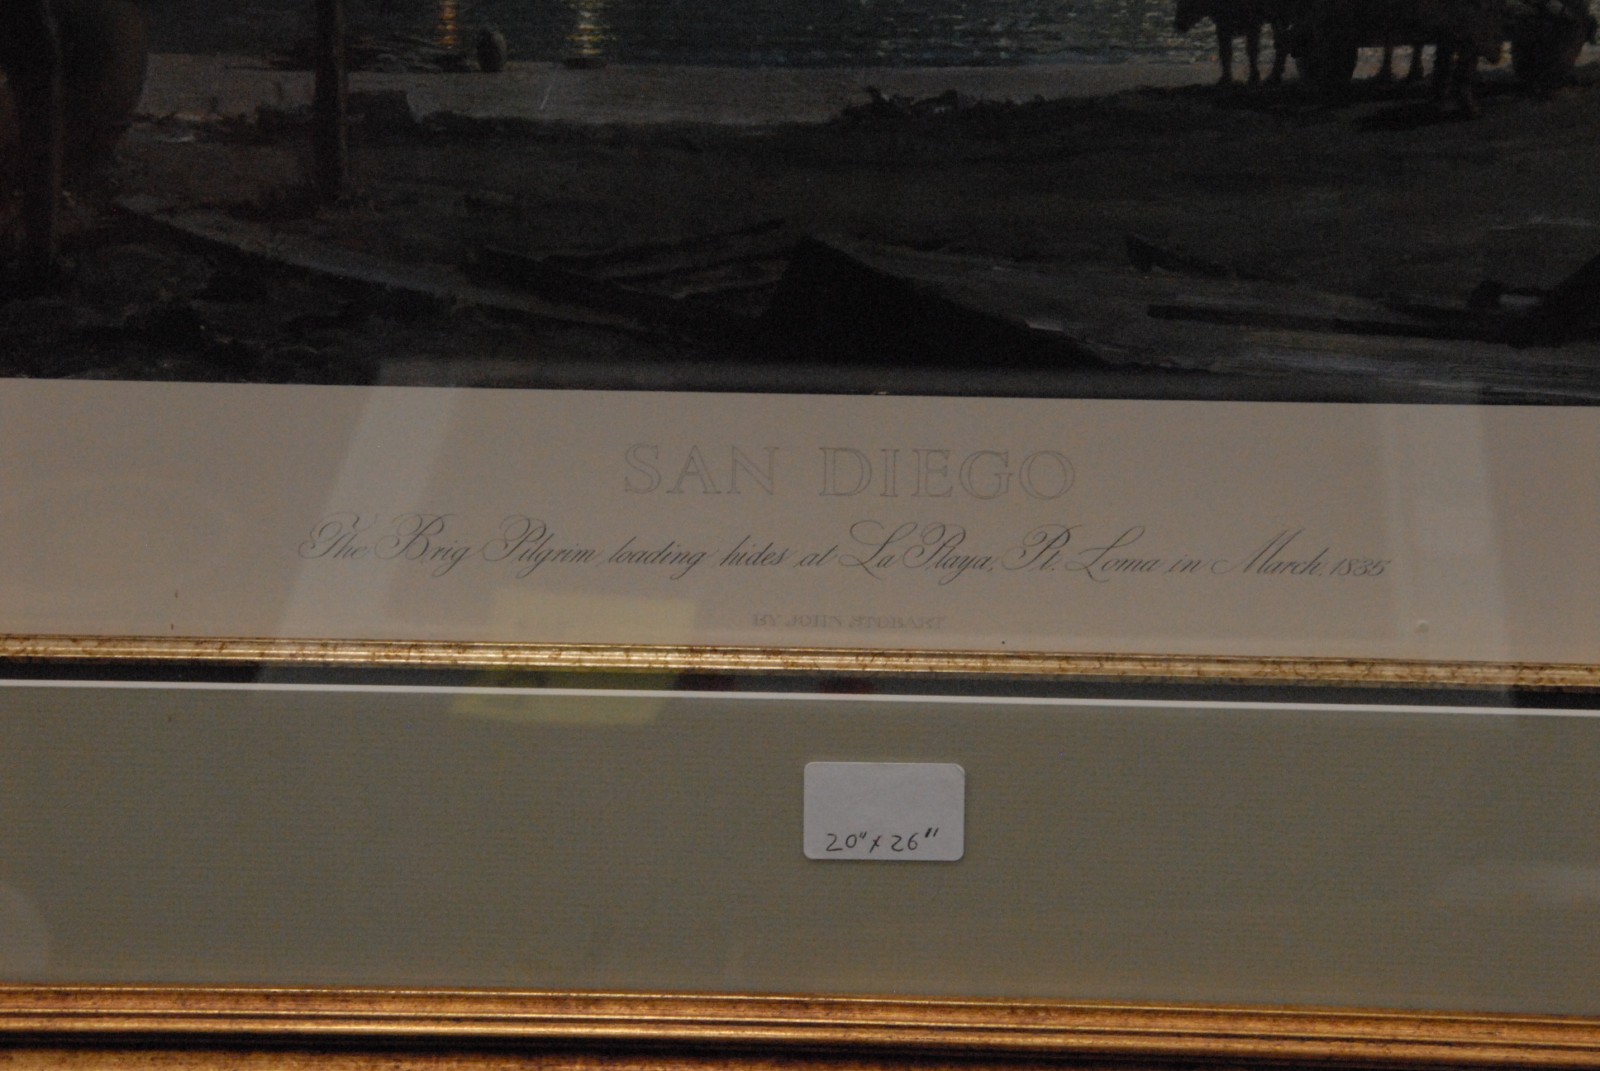 SAN DIEGO
The Brig Pilgrim loading hides at La Playa, Pt. Loma in March, 1835
BY JOHN STOBART
20" x 26"